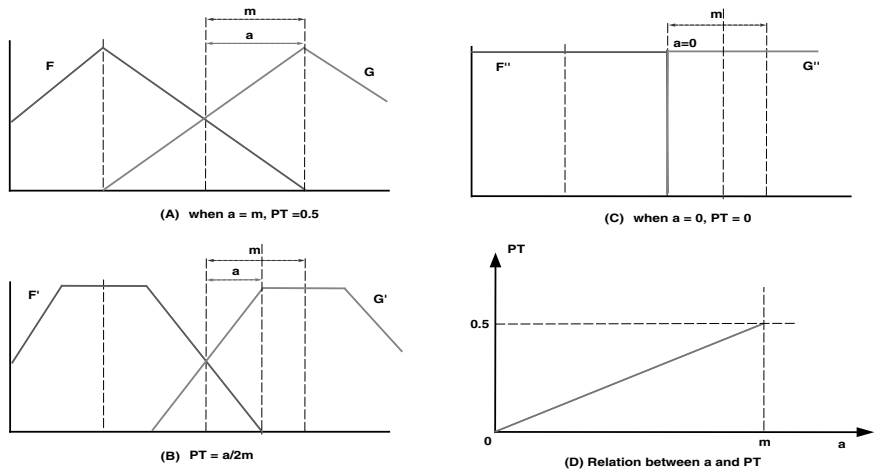 m
a
F
G
(A) when a = m, PT =0.5
m
a=0
F''
G''
(C) when a = 0, PT = 0
m
a
F'
G'
(B) PT = a/2m
PT
0.5
0
m
a
(D) Relation between a and PT